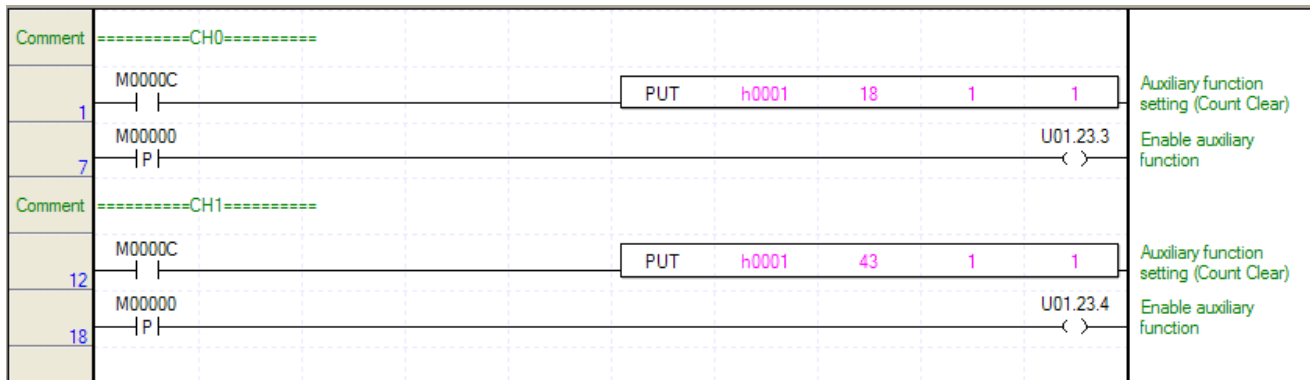 Comment ==========CH0==========
M0000C
1 PUT h0001 18 1 1 Auxiliary function
setting (Count Clear)
M00000 U01.23.3
7 P Enable auxiliary
function
Comment ==========CH1==========
M0000C
12 PUT h0001 43 1 1 Auxiliary function
setting (Count Clear)
M00000 U01.23.4
18 P Enable auxiliary
function